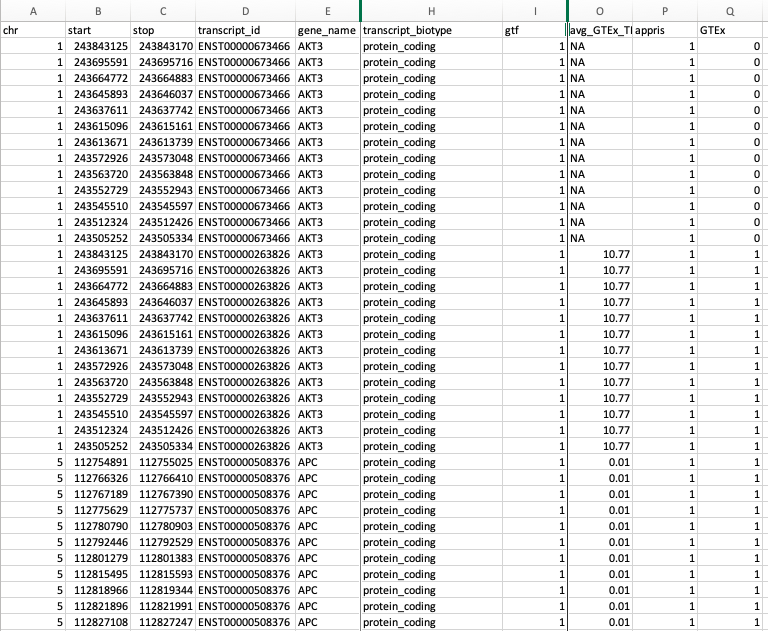 A B C D E H I O P Q
chr start stop transcript_id gene_name transcript_biotype gtf avg_GTEx_T appris GTEx
1 243843125 243843170 ENST00000673466 AKT3 protein_coding 1 NA 1 0
1 243695591 243695716 ENST00000673466 AKT3 protein_coding 1 NA 1 0
1 243664772 243664883 ENST00000673466 AKT3 protein_coding 1 NA 1 0
1 243645893 243646037 ENST00000673466 AKT3 protein_coding 1 NA 1 0
1 243637611 243637742 ENST00000673466 AKT3 protein_coding 1 NA 1 0
1 243615096 243615161 ENST00000673466 AKT3 protein_coding 1 NA 1 0
1 243613671 243613739 ENST00000673466 AKT3 protein_coding 1 NA 1 0
1 243572926 243573048 ENST00000673466 AKT3 protein_coding 1 NA 1 0
1 243563720 243563848 ENST00000673466 AKT3 protein_coding 1 NA 1 0
1 243552729 243552943 ENST00000673466 AKT3 protein_coding 1 NA 1 0
1 243545510 243545597 ENST00000673466 AKT3 protein_coding 1 NA 1 0
1 243512324 243512426 ENST00000673466 AKT3 protein_coding 1 NA 1 0
1 243505252 243505334 ENST00000673466 AKT3 protein_coding 1 NA 1 0
1 243843125 243843170 ENST00000263826 AKT3 protein_coding 1 10.77 1 1
1 243695591 243695716 ENST00000263826 AKT3 protein_coding 1 10.77 1 1
1 243664772 243664883 ENST00000263826 AKT3 protein_coding 1 10.77 1 1
1 243645893 243646037 ENST00000263826 AKT3 protein_coding 1 10.77 1 1
1 243637611 243637742 ENST00000263826 AKT3 protein_coding 1 10.77 1 1
1 243615096 243615161 ENST00000263826 AKT3 protein_coding 1 10.77 1 1
1 243613671 243613739 ENST00000263826 AKT3 protein_coding 1 10.77 1 1
1 243572926 243573048 ENST00000263826 AKT3 protein_coding 1 10.77 1 1
1 243563720 243563848 ENST00000263826 AKT3 protein_coding 1 10.77 1 1
1 243552729 243552943 ENST00000263826 AKT3 protein_coding 1 10.77 1 1
1 243545510 243545597 ENST00000263826 AKT3 protein_coding 1 10.77 1 1
1 243512324 243512426 ENST00000263826 AKT3 protein_coding 1 10.77 1 1
1 243505252 243505334 ENST00000263826 AKT3 protein_coding 1 10.77 1 1
5 112754891 112755025 ENST00000508376 APC protein_coding 1 0.01 1 1
5 112766326 112766410 ENST00000508376 APC protein_coding 1 0.01 1 1
5 112767189 112767390 ENST00000508376 APC protein_coding 1 0.01 1 1
5 112775629 112775737 ENST00000508376 APC protein_coding 1 0.01 1 1
5 112780790 112780903 ENST00000508376 APC protein_coding 1 0.01 1 1
5 112792446 112792529 ENST00000508376 APC protein_coding 1 0.01 1 1
5 112801279 112801383 ENST00000508376 APC protein_coding 1 0.01 1 1
5 112815495 112815593 ENST00000508376 APC protein_coding 1 0.01 1 1
5 112818966 112819344 ENST00000508376 APC protein_coding 1 0.01 1 1
5 112821896 112821991 ENST00000508376 APC protein_coding 1 0.01 1 1
5 112827108 112827247 ENST00000508376 APC protein_coding 1 0.01 1 1